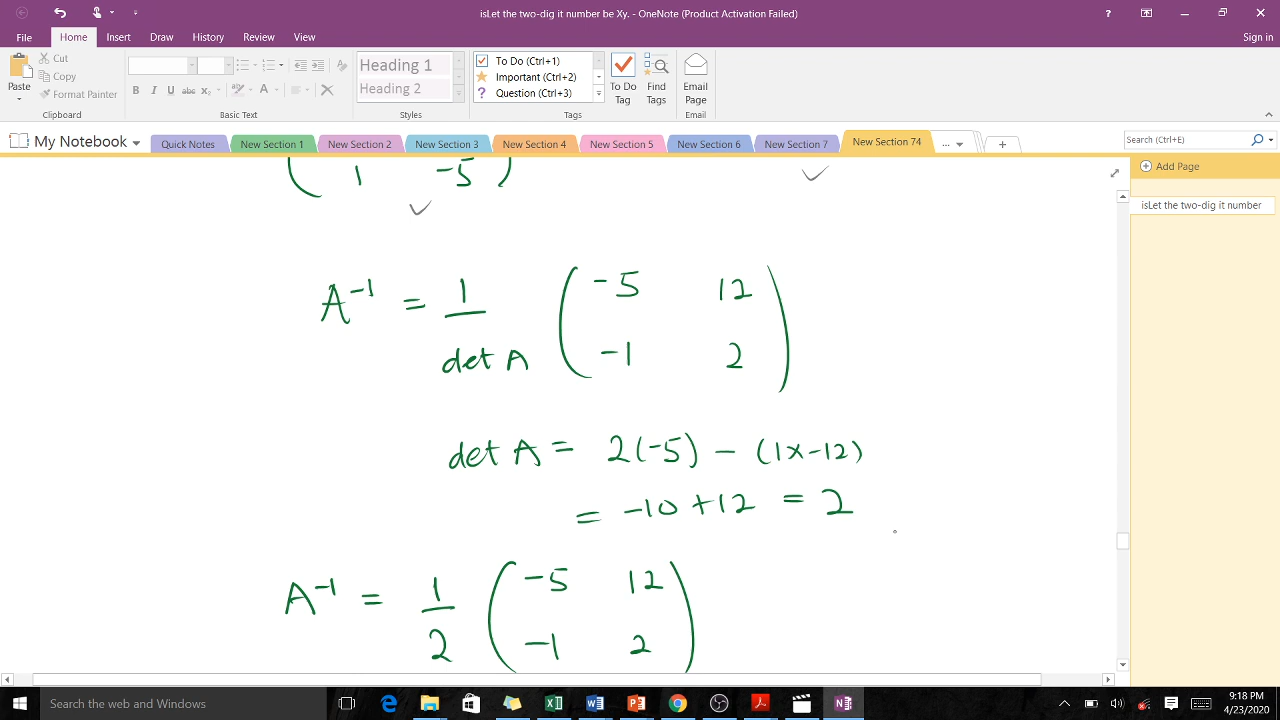 isLet the two-dig it number be Xy. - OneNote (Product Activation Failed)
File Home Insert Draw History Review View Sign in
Cut
Copy
Format Painter
Paste
B I U abc x₂ A
Heading 1
Heading 2
To Do (Ctrl+1)
Important (Ctrl+2)
Question (Ctrl+3)
To Do Tag
Find Tags
Email Page
Clipboard Basic Text Styles Tags Email
My Notebook Quick Notes New Section 1 New Section 2 New Section 3 New Section 4 New Section 5 New Section 6 New Section 7 New Section 74 ... Search (Ctrl+E)
Add Page
isLet the two-dig it number
1 -5
A⁻¹ = 1 / det A ( -5 12
-1 2 )
det A = 2(-5) - (1x-12)
= -10 + 12 = 2
A⁻¹ = 1/2 ( -5 12
-1 2 )
Search the web and Windows
9:18 PM
4/23/2020